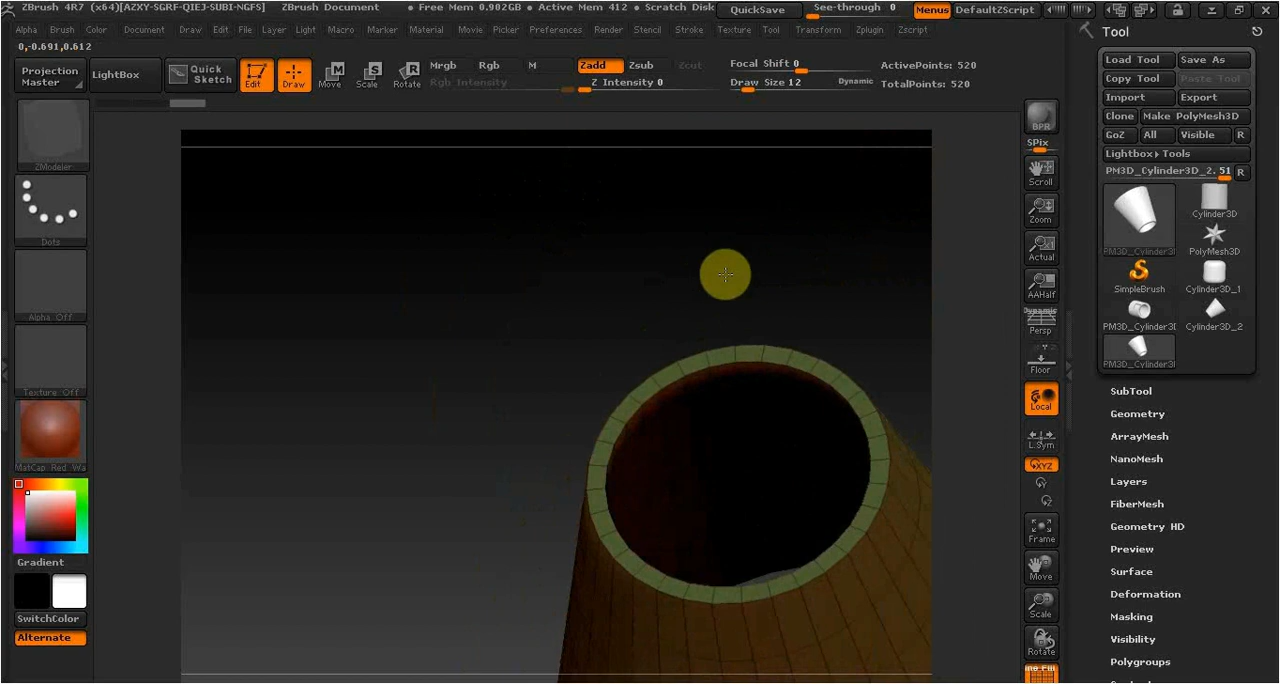 ZBrush 4R7 (x64)[AZXY-SGRF-QIEJ-SUBI-NGFS] ZBrush Document • Free Mem 0.902GB • Active Mem 412 • Scratch Disk QuickSave See-through 0 Menus DefaultZScript
Alpha Brush Color Document Draw Edit File Layer Light Macro Marker Material Movie Picker Preferences Render Stencil Stroke Texture Tool Transform Zplugin Zscript
0,-0.691,0.612
Projection Master
LightBox
Quick Sketch
Edit
Draw
Move
Scale
Rotate
Mrgb Rgb M
Rgb Intensity
Zadd Zsub Zcut
Z Intensity 0
Focal Shift 0
Draw Size 12 Dynamic
ActivePoints: 520
TotalPoints: 520
ZModeler
Dots
Alpha Off
Texture Off
MatCap Red Wa
Gradient
SwitchColor
Alternate
BPR
SPix
Scroll
Zoom
Actual
AAHalf
Dynamic
Persp
Floor
Local
L.Sym
XYZ
Frame
Move
Scale
Rotate
Tool
Load Tool Save As
Copy Tool Paste Tool
Import Export
Clone Make PolyMesh3D
GoZ All Visible R
Lightbox▸Tools
PM3D_Cylinder3D_2. 51 R
PM3D_Cylinder3I
Cylinder3D
PolyMesh3D
SimpleBrush
Cylinder3D_1
PM3D_Cylinder3I
Cylinder3D_2
PM3D_Cylinder3I
SubTool
Geometry
ArrayMesh
NanoMesh
Layers
FiberMesh
Geometry HD
Preview
Surface
Deformation
Masking
Visibility
Polygroups